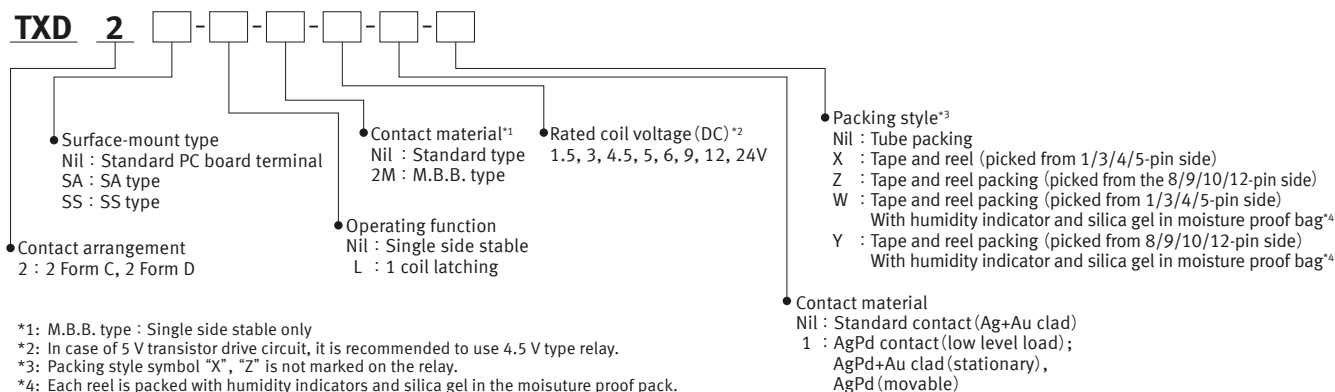 TXD 2 - - - - -
Surface-mount type
Nil : Standard PC board terminal
SA : SA type
SS : SS type
Contact arrangement
2 : 2 Form C, 2 Form D
Contact material*1
Nil : Standard type
2M : M.B.B. type
Operating function
Nil : Single side stable
L : 1 coil latching
Rated coil voltage (DC) *2
1.5, 3, 4.5, 5, 6, 9, 12, 24V
Packing style*3
Nil : Tube packing
X : Tape and reel (picked from 1/3/4/5-pin side)
Z : Tape and reel packing (picked from the 8/9/10/12-pin side)
W : Tape and reel packing (picked from 1/3/4/5-pin side)
With humidity indicator and silica gel in moisture proof bag*4
Y : Tape and reel packing (picked from 8/9/10/12-pin side)
With humidity indicator and silica gel in moisture proof bag*4
Contact material
Nil : Standard contact (Ag+Au clad)
1 : AgPd contact (low level load) ;
AgPd+Au clad (stationary) ,
AgPd (movable)
*1: M.B.B. type : Single side stable only
*2: In case of 5 V transistor drive circuit, it is recommended to use 4.5 V type relay.
*3: Packing style symbol “X”, “Z” is not marked on the relay.
*4: Each reel is packed with humidity indicators and silica gel in the moisuture proof pack.